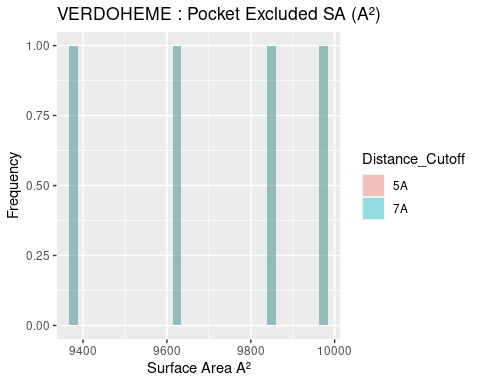 VERDOHEME : Pocket Excluded SA (A²)
Frequency
1.00
0.75
0.50
0.25
0.00
9400 9600 9800 10000
Surface Area A²
Distance_Cutoff
5A
7A